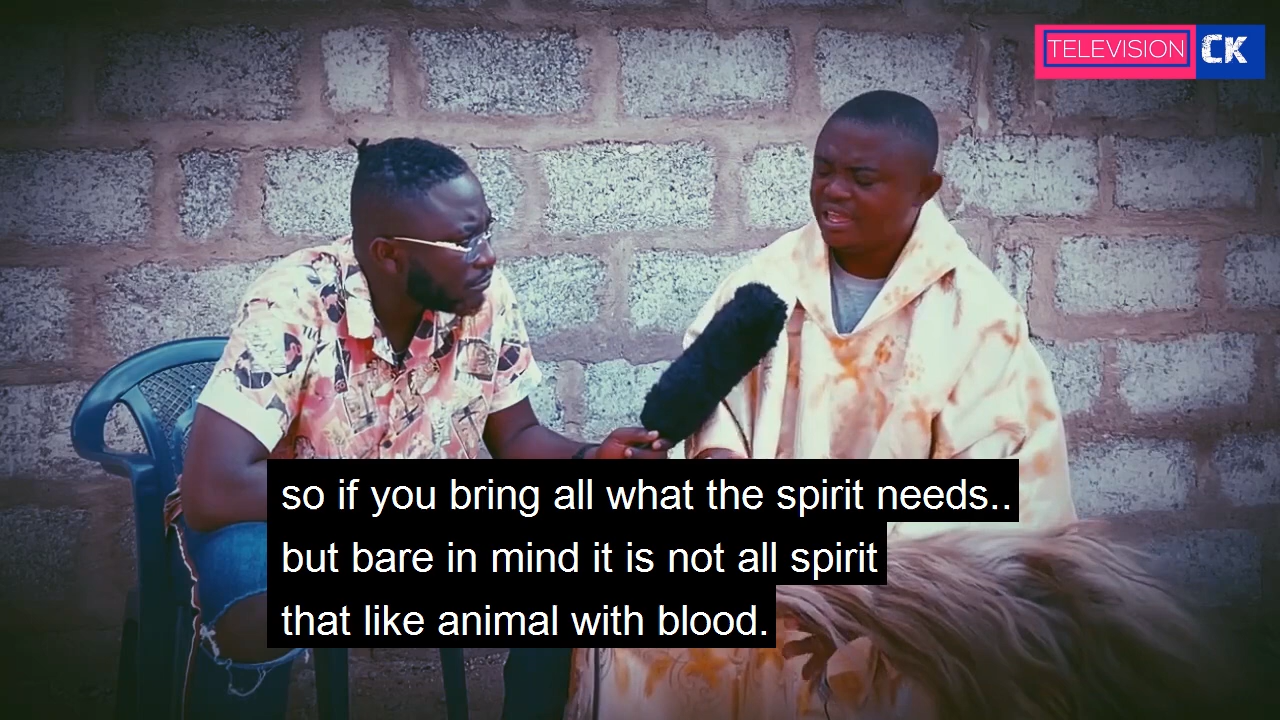 TELEVISION CK
so if you bring all what the spirit needs..
but bare in mind it is not all spirit
that like animal with blood.